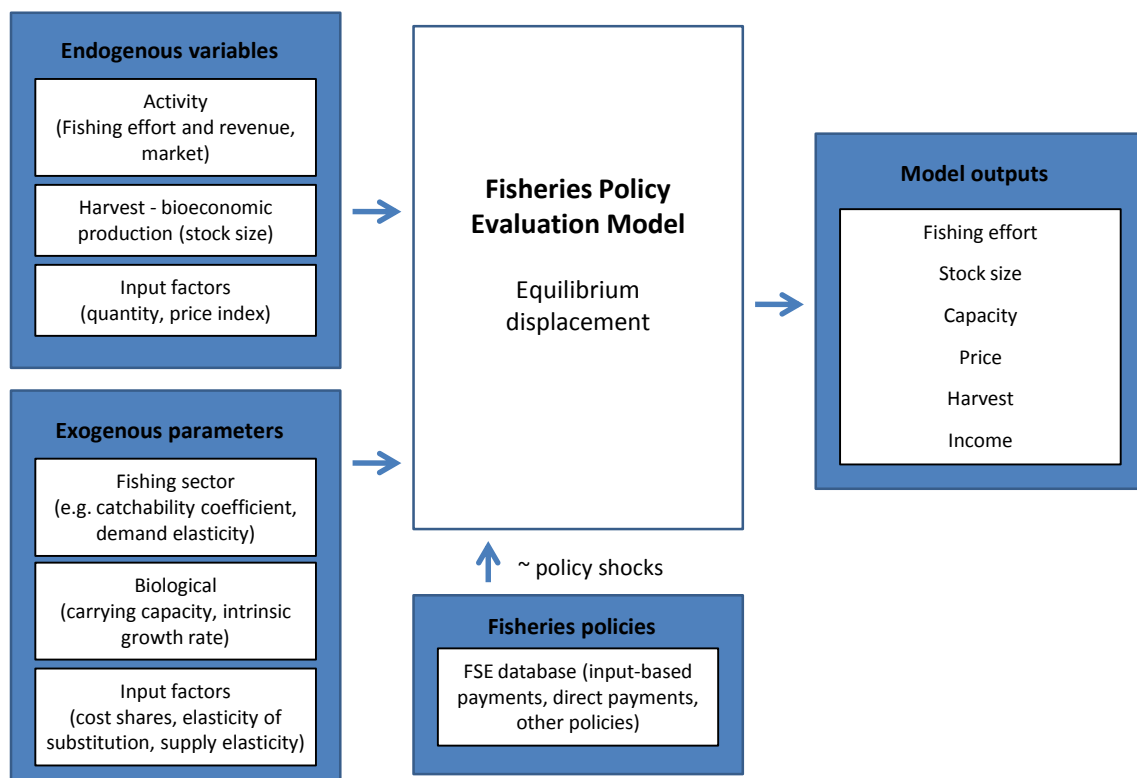 Endogenous variables
Activity
(Fishing effort and revenue,
market)
Harvest - bioeconomic
production (stock size)
Input factors
(quantity, price index)
Exogenous parameters
Fishing sector
(e.g. catchability coefficient,
demand elasticity)
Biological
(carrying capacity, intrinsic
growth rate)
Input factors
(cost shares, elasticity of
substitution, supply elasticity)
Fisheries Policy
Evaluation Model
Equilibrium
displacement
~ policy shocks
Fisheries policies
FSE database (input-based
payments, direct payments,
other policies)
Model outputs
Fishing effort
Stock size
Capacity
Price
Harvest
Income